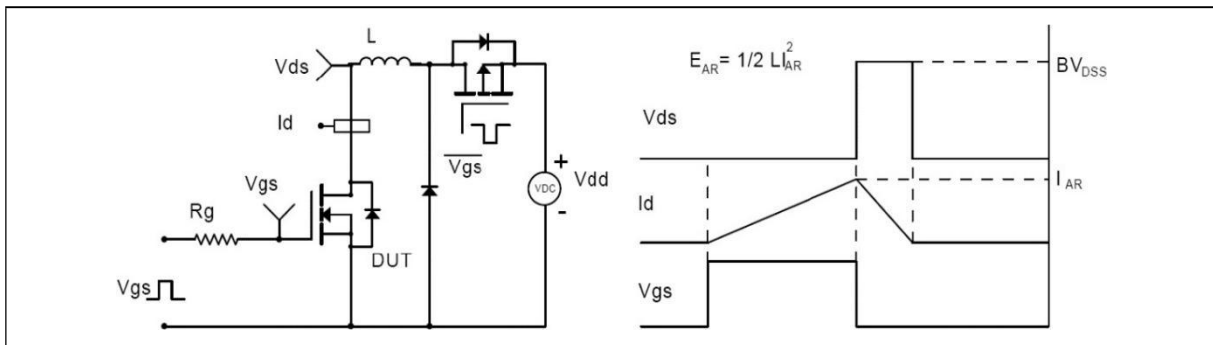 L
Vds
Id
Vgs
Rg
Vgs
DUT
Vgs
+
VDC
-
Vdd
E_AR = 1/2 LI_AR^2
BV_DSS
Vds
I_AR
Id
Vgs